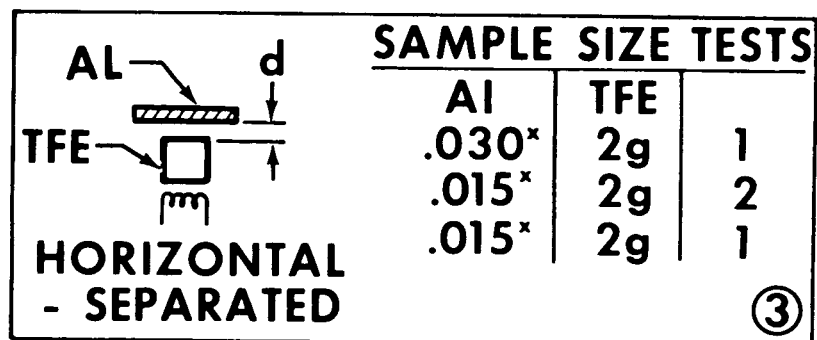 AL
d
TFE
HORIZONTAL
- SEPARATED
SAMPLE SIZE TESTS
Al TFE
.030ˣ 2g 1
.015ˣ 2g 2
.015ˣ 2g 1
③